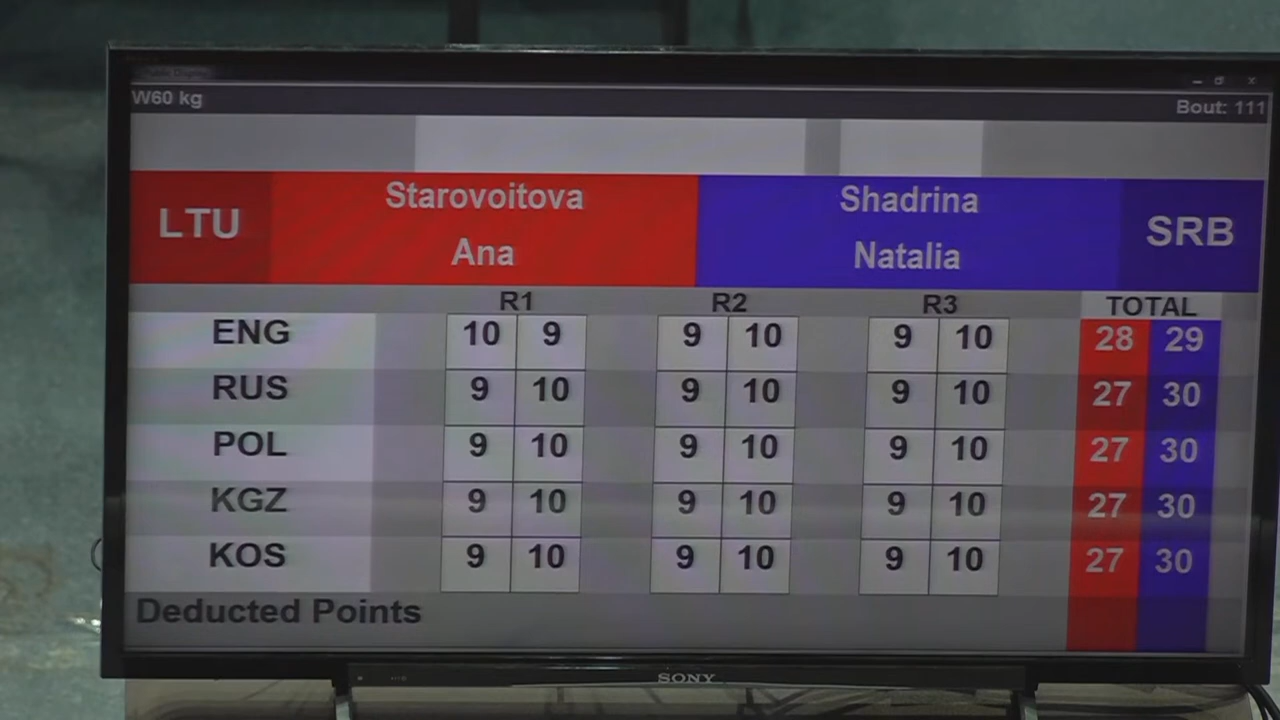 W60 kg
Bout: 111
LTU
Starovoitova
Ana
Shadrina
Natalia
SRB
R1 R2 R3 TOTAL
ENG 10 9 9 10 9 10 28 29
RUS 9 10 9 10 9 10 27 30
POL 9 10 9 10 9 10 27 30
KGZ 9 10 9 10 9 10 27 30
KOS 9 10 9 10 9 10 27 30
Deducted Points
SONY